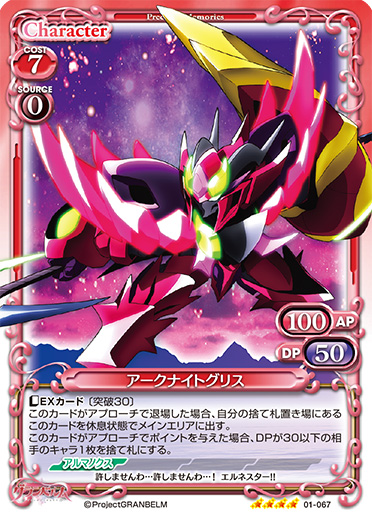 Character
Precious Memories
COST
7
SOURCE
0
100 AP
DP 50
アークナイトグリス
EXカード [突破30]
このカードがアプローチで退場した場合、自分の捨て札置き場にある
このカードを休息状態でメインエリアに出す。
このカードがアプローチでポイントを与えた場合、DPが30以下の相
手のキャラ1枚を捨て札にする。
アルマノクス
許しませんわ…許しませんわ…! エルネスター!!
グランベルム
©ProjectGRANBELM
01-067